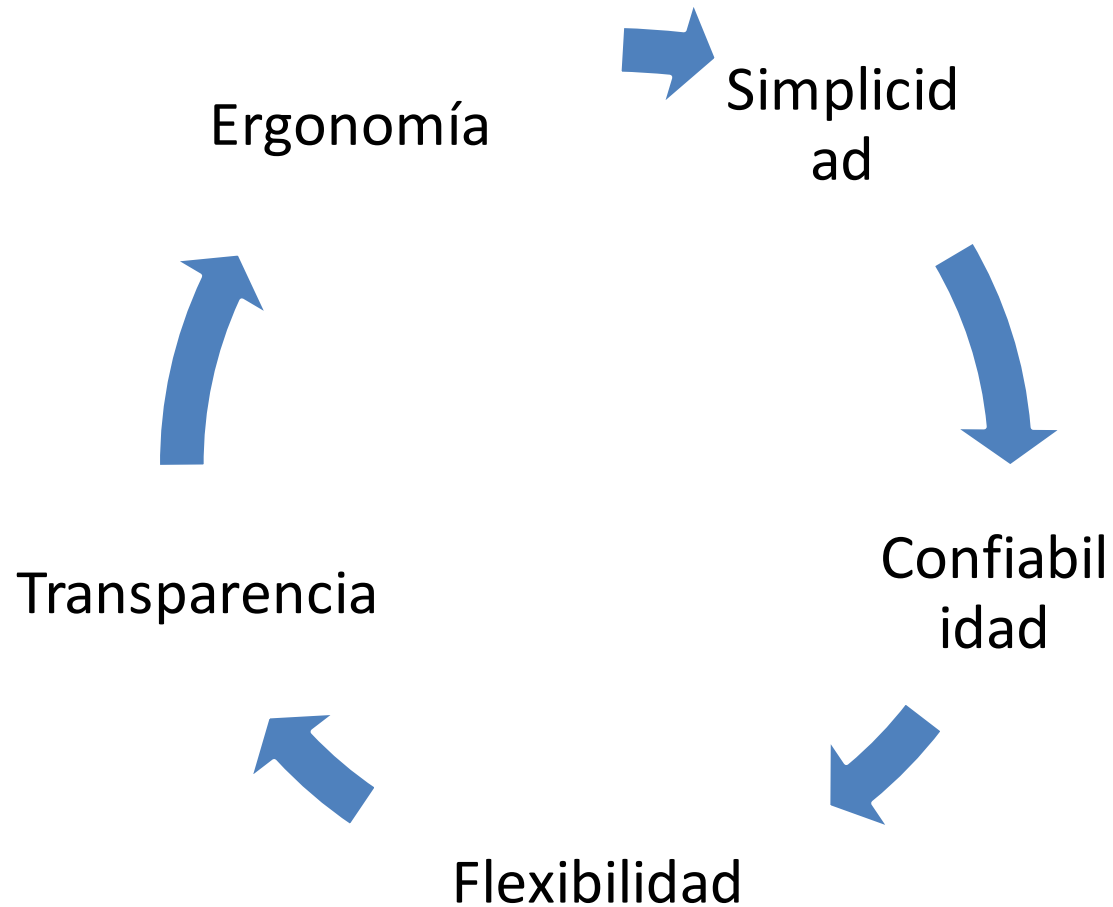 Ergonomía
Simplicid
ad
Confiabil
idad
Flexibilidad
Transparencia